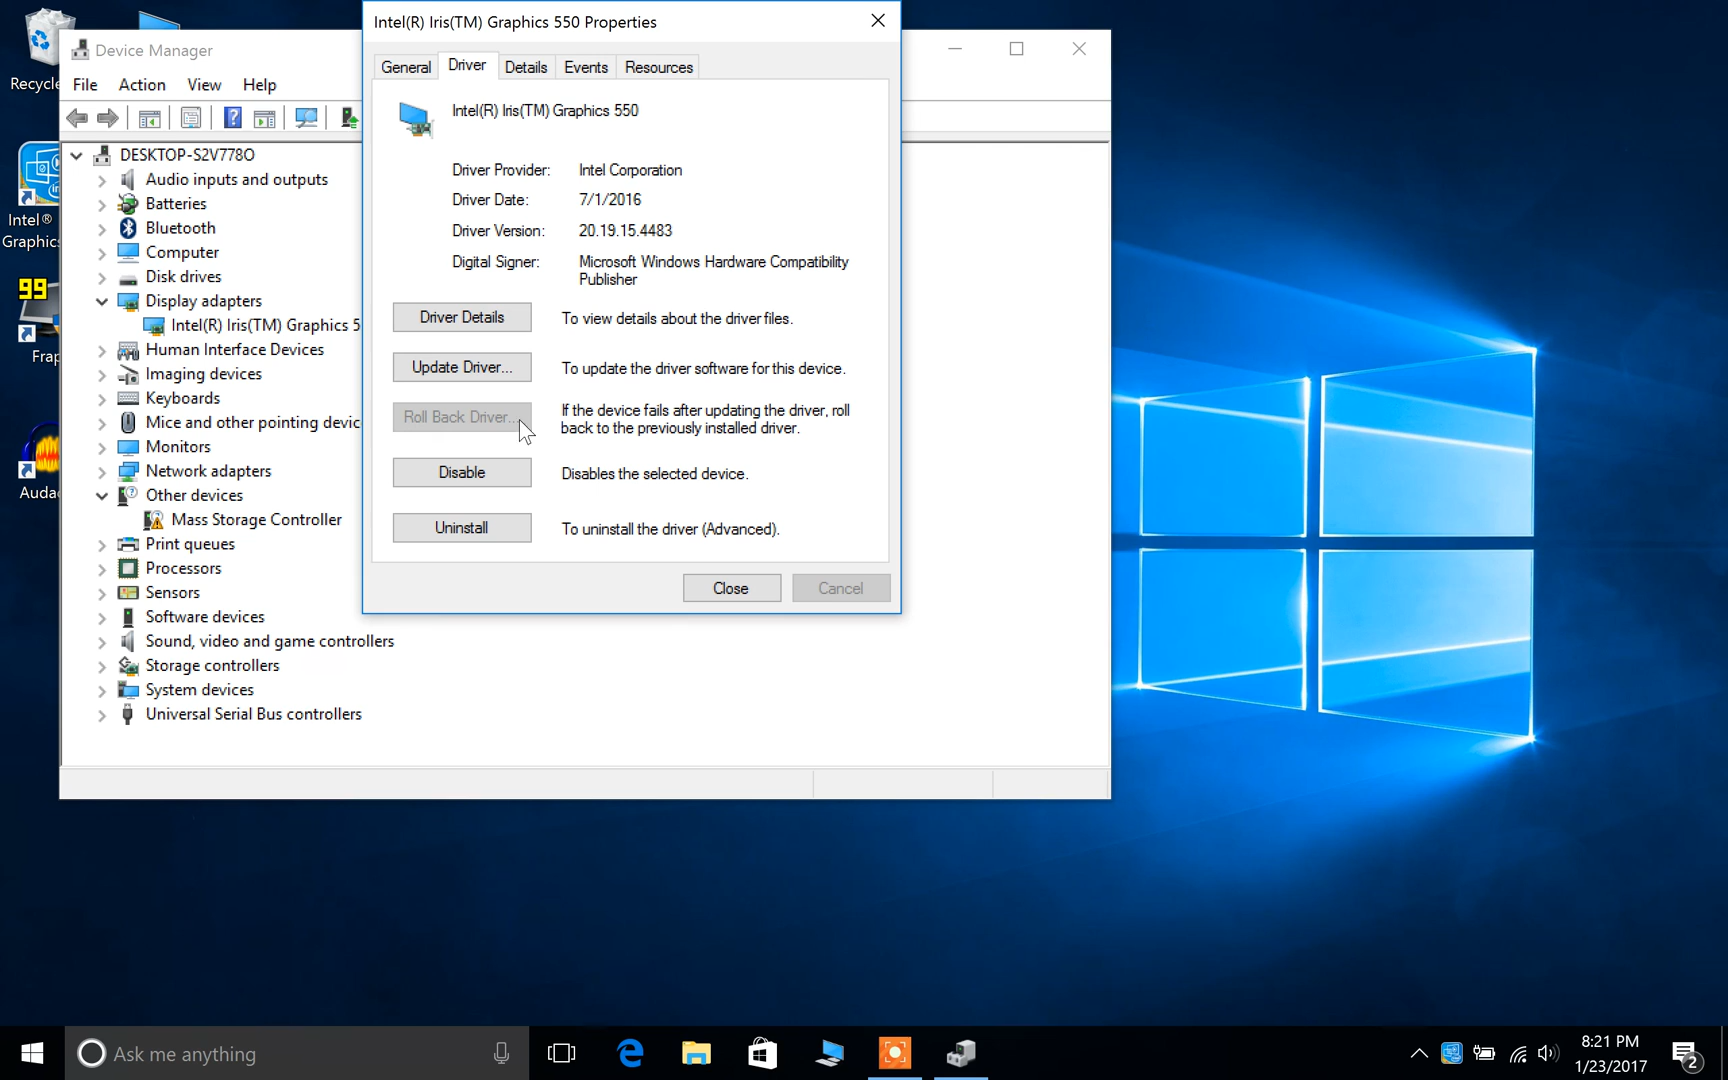 Recycle
Intel®
Graphics
99
Frap
Audac
Device Manager
File Action View Help
DESKTOP-S2V778O
Audio inputs and outputs
Batteries
Bluetooth
Computer
Disk drives
Display adapters
Intel(R) Iris(TM) Graphics 5
Human Interface Devices
Imaging devices
Keyboards
Mice and other pointing devic
Monitors
Network adapters
Other devices
Mass Storage Controller
Print queues
Processors
Sensors
Software devices
Sound, video and game controllers
Storage controllers
System devices
Universal Serial Bus controllers
Intel(R) Iris(TM) Graphics 550 Properties
General Driver Details Events Resources
Intel(R) Iris(TM) Graphics 550
Driver Provider: Intel Corporation
Driver Date: 7/1/2016
Driver Version: 20.19.15.4483
Digital Signer: Microsoft Windows Hardware Compatibility
Publisher
Driver Details To view details about the driver files.
Update Driver... To update the driver software for this device.
Roll Back Driver... If the device fails after updating the driver, roll
back to the previously installed driver.
Disable Disables the selected device.
Uninstall To uninstall the driver (Advanced).
Close Cancel
Ask me anything
8:21 PM
1/23/2017
2